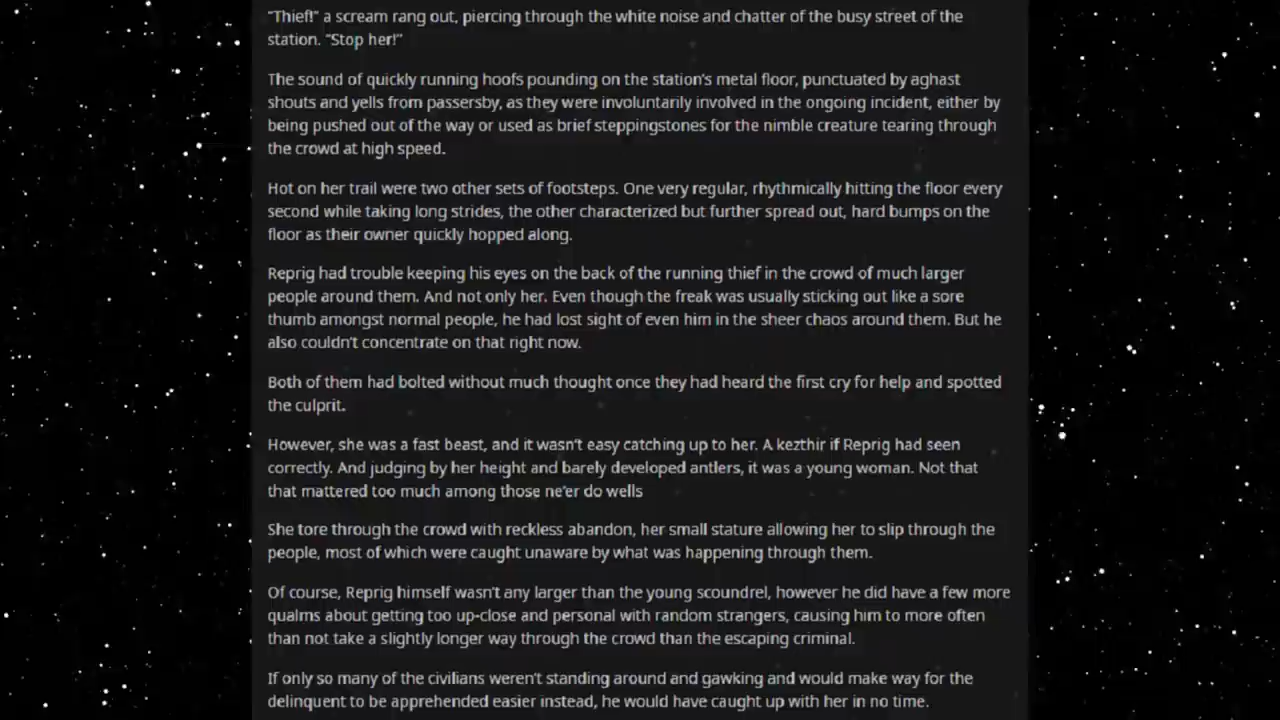 “Thief!” a scream rang out, piercing through the white noise and chatter of the busy street of the
station. “Stop her!”
The sound of quickly running hoofs pounding on the station’s metal floor, punctuated by aghast
shouts and yells from passersby, as they were involuntarily involved in the ongoing incident, either by
being pushed out of the way or used as brief steppingstones for the nimble creature tearing through
the crowd at high speed.
Hot on her trail were two other sets of footsteps. One very regular, rhythmically hitting the floor every
second while taking long strides, the other characterized but further spread out, hard bumps on the
floor as their owner quickly hopped along.
Reprig had trouble keeping his eyes on the back of the running thief in the crowd of much larger
people around them. And not only her. Even though the freak was usually sticking out like a sore
thumb amongst normal people, he had lost sight of even him in the sheer chaos around them. But he
also couldn’t concentrate on that right now.
Both of them had bolted without much thought once they had heard the first cry for help and spotted
the culprit.
However, she was a fast beast, and it wasn’t easy catching up to her. A kezthir if Reprig had seen
correctly. And judging by her height and barely developed antlers, it was a young woman. Not that
that mattered too much among those ne’er do wells
She tore through the crowd with reckless abandon, her small stature allowing her to slip through the
people, most of which were caught unaware by what was happening through them.
Of course, Reprig himself wasn’t any larger than the young scoundrel, however he did have a few more
qualms about getting too up-close and personal with random strangers, causing him to more often
than not take a slightly longer way through the crowd than the escaping criminal.
If only so many of the civilians weren’t standing around and gawking and would make way for the
delinquent to be apprehended easier instead, he would have caught up with her in no time.